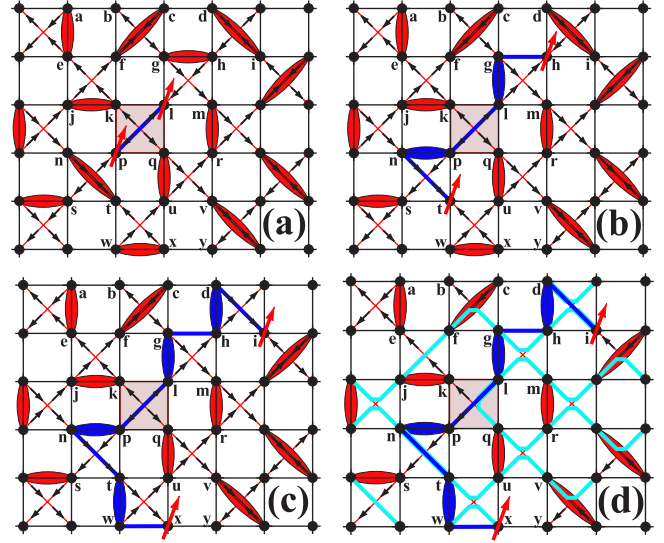 a b c d
e f g h i
j k l m
n p q r
s t u v
w x y
(a)
a b c d
e f g h i
j k l m
n p q r
s t u v
w x y
(b)
a b c d
e f g h i
j k l m
n p q r
s t u v
w x y
(c)
a b c d
e f g h i
j k l m
n p q r
s t u v
w x y
(d)